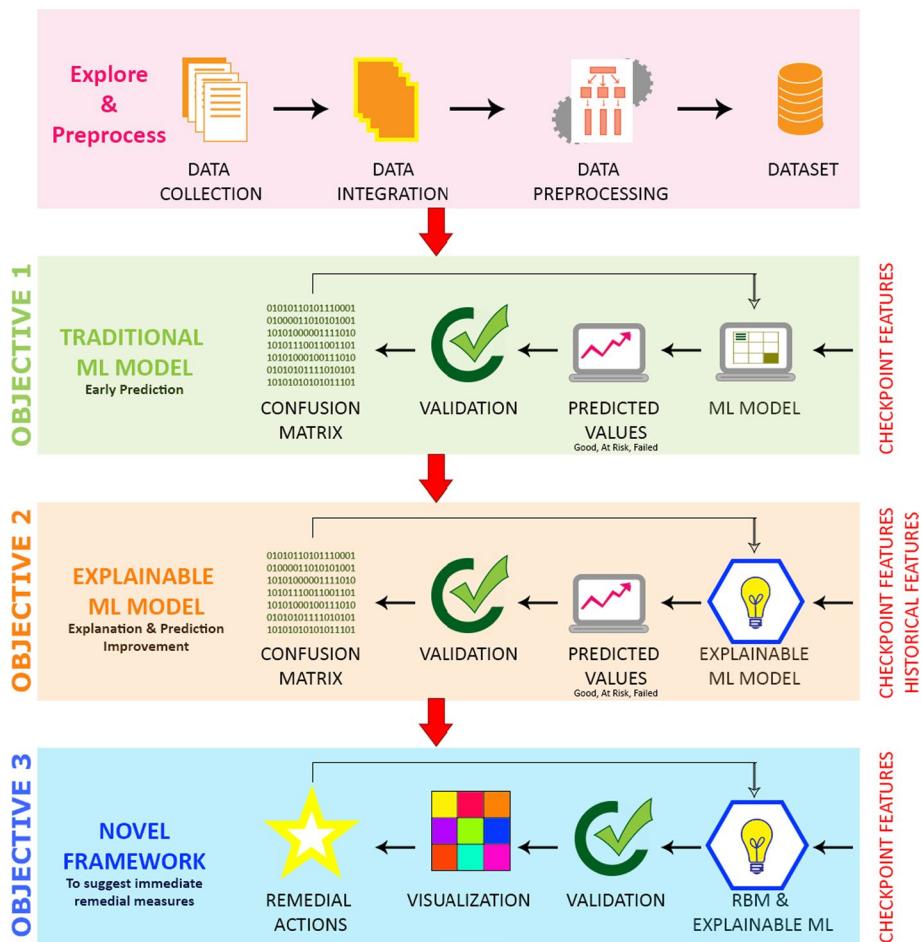 Explore
&
Preprocess
DATA
COLLECTION
DATA
INTEGRATION
DATA
PREPROCESSING
DATASET
OBJECTIVE 1
TRADITIONAL
ML MODEL
Early Prediction
01010110101110001
01000011010101001
10101000001111010
10101110011001101
10101000100111010
01010101111010101
10101010101011101
CONFUSION
MATRIX
VALIDATION
PREDICTED
VALUES
Good, At Risk, Failed
ML MODEL
CHECKPOINT FEATURES
OBJECTIVE 2
EXPLAINABLE
ML MODEL
Explanation & Prediction
Improvement
01010110101110001
01000011010101001
10101000001111010
10101110011001101
10101000100111010
01010101111010101
10101010101011101
CONFUSION
MATRIX
VALIDATION
PREDICTED
VALUES
Good, At Risk, Failed
EXPLAINABLE
ML MODEL
CHECKPOINT FEATURES
HISTORICAL FEATURES
OBJECTIVE 3
NOVEL
FRAMEWORK
To suggest immediate
remedial measures
REMEDIAL
ACTIONS
VISUALIZATION
VALIDATION
RBM &
EXPLAINABLE ML
CHECKPOINT FEATURES